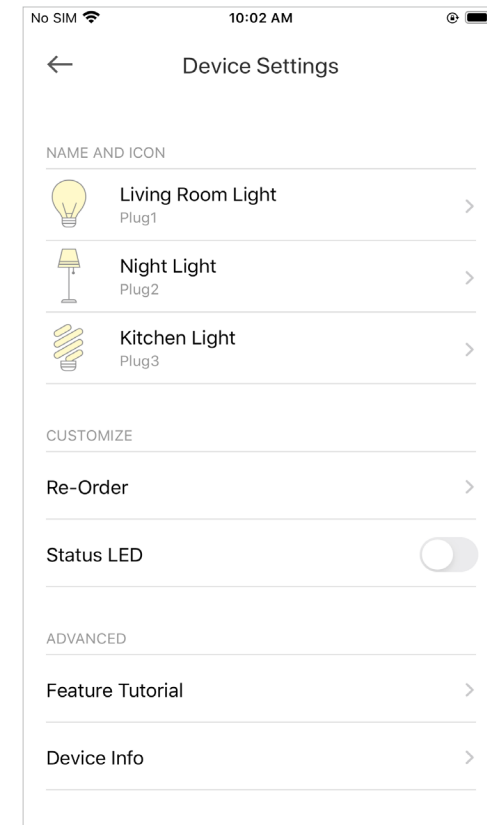 No SIM 10:02 AM
Device Settings
NAME AND ICON
Living Room Light
Plug1
Night Light
Plug2
Kitchen Light
Plug3
CUSTOMIZE
Re-Order
Status LED
ADVANCED
Feature Tutorial
Device Info